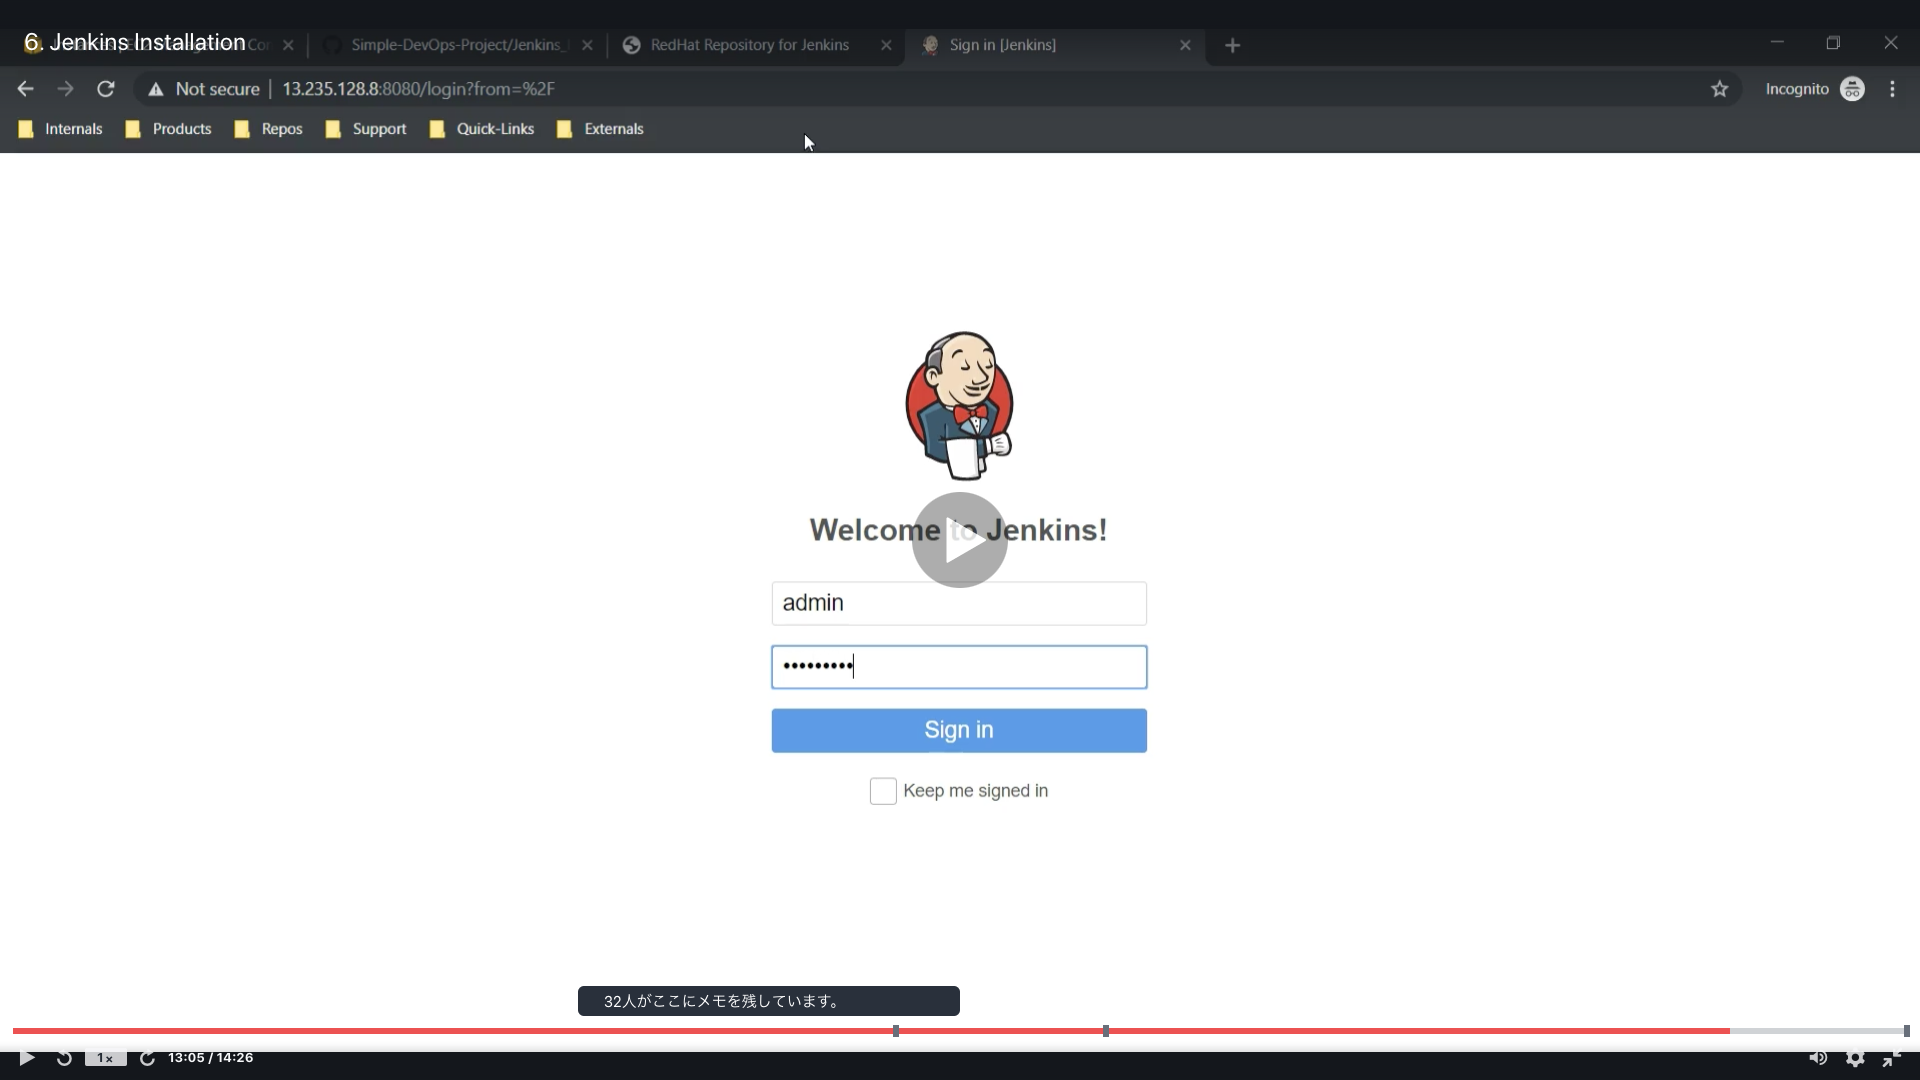 6. Jenkins Installation
Simple-DevOps-Project/Jenkins_
RedHat Repository for Jenkins
Sign in [Jenkins]
Not secure
13.235.128.8:8080/login?from=%2F
Incognito
Internals
Products
Repos
Support
Quick-Links
Externals
Welcome to Jenkins!
admin
•••••••••
Sign in
Keep me signed in
32人がここにメモを残しています。
1x
13:05 / 14:26